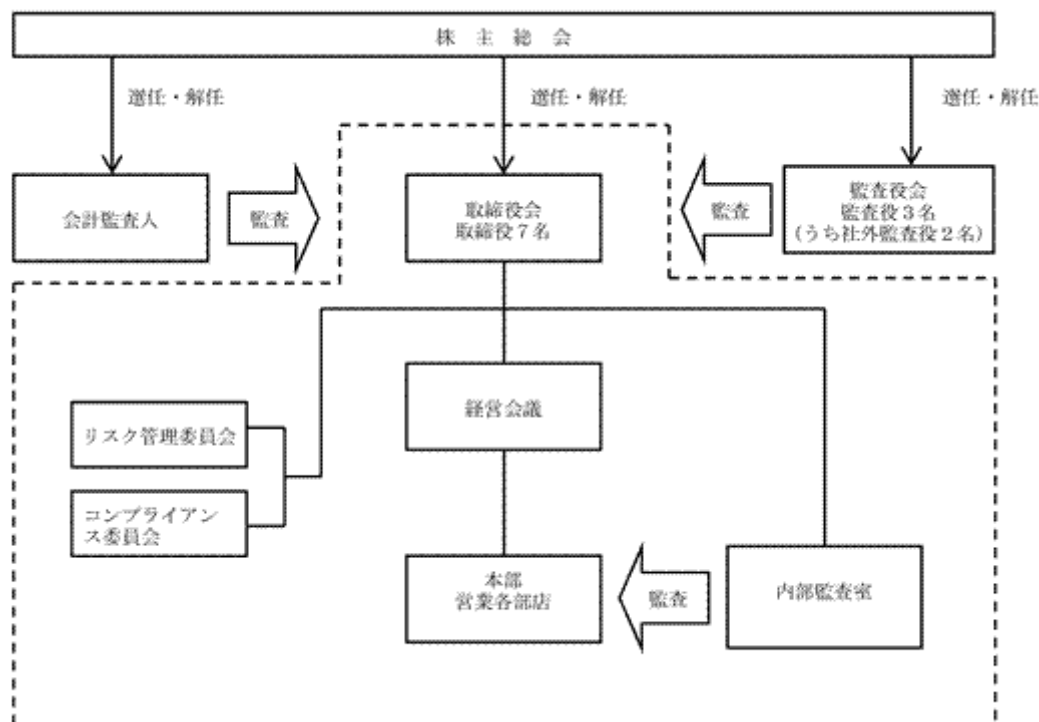 株 主 総 会
選任・解任
選任・解任
選任・解任
会計監査人
監査
取締役会
取締役7名
監査
監査役会
監査役3名
(うち社外監査役2名)
経営会議
リスク管理委員会
コンプライアン
ス委員会
本部
営業各部店
監査
内部監査室